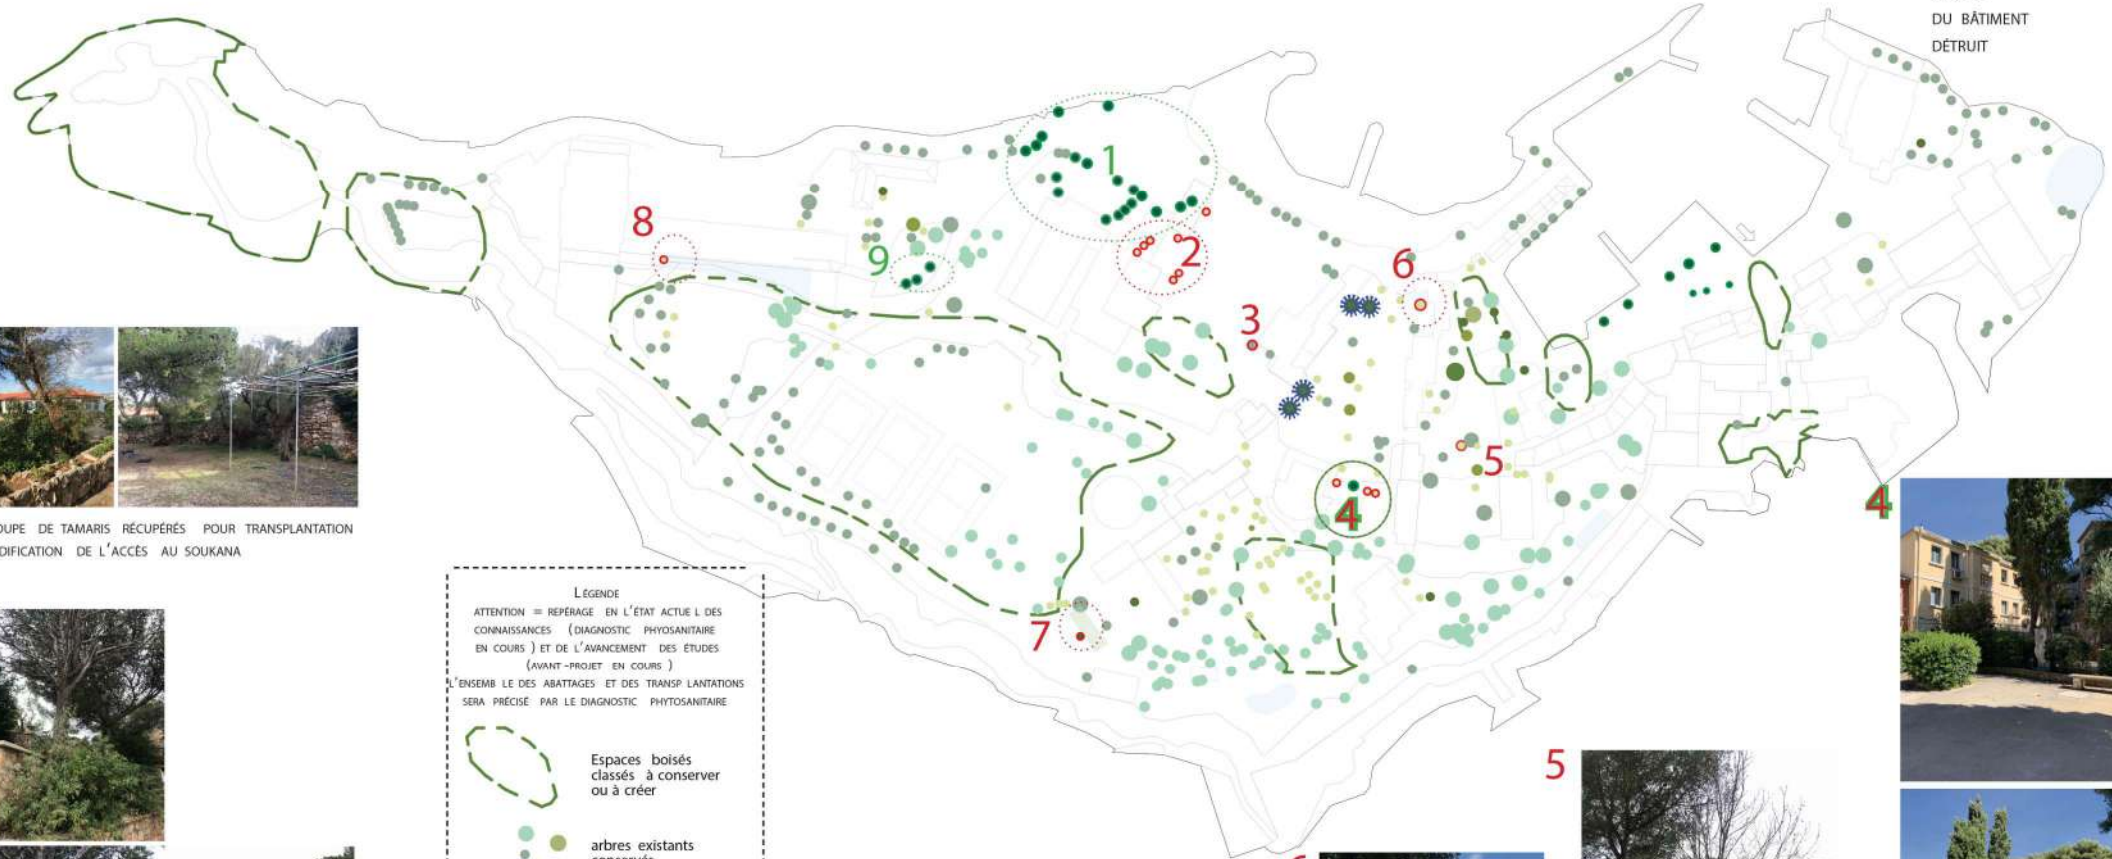 DU BÂTIMENT
DÉTRUIT
1
2
3
4
5
6
7
8
9
4
DE TAMARIS RÉCUPÉRÉS POUR TRANSPLANTATION
DE L'ACCÈS AU SOUKANA
LÉGENDE
ATTENTION = REPÉRAGE EN L'ÉTAT ACTUE L DES
CONNAISSANCES (DIAGNOSTIC PHYOSANITAIRE
EN COURS ) ET DE L'AVANCEMENT DES ÉTUDES
(AVANT-PROJET EN COURS )
L'ENSEMB LE DES ABATTAGES ET DES TRANSP LANTATIONS
SERA PRÉCISÉ PAR LE DIAGNOSTIC PHYTOSANITAIRE
Espaces boisés
classés à conserver
ou à créer
arbres existants
5